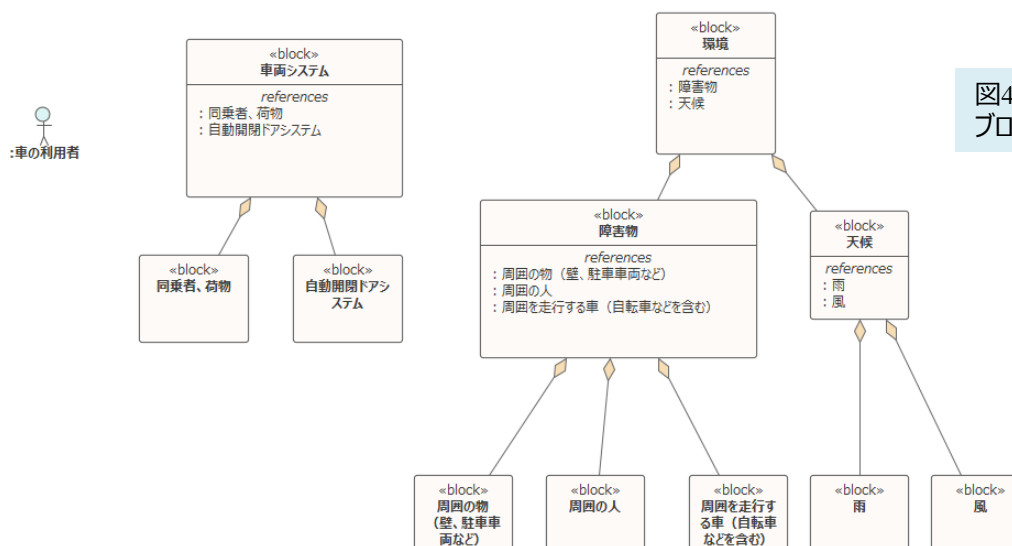 :車の利用者
«block»
車両システム
references
: 同乗者、荷物
: 自動開閉ドアシステム
«block»
同乗者、荷物
«block»
自動開閉ドアシ
ステム
«block»
環境
references
: 障害物
: 天候
図4
ブロ
«block»
障害物
references
: 周囲の物（壁、駐車車両など）
: 周囲の人
: 周囲を走行する車（自転車などを含む）
«block»
天候
references
: 雨
: 風
«block»
周囲の物
（壁、駐車車
両など）
«block»
周囲の人
«block»
周囲を走行す
る車（自転車
などを含む）
«block»
雨
«block»
風